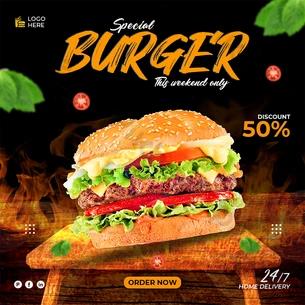 LOGO
HERE
Special
BURGER
This weekend only
DISCOUNT
50%
ORDER NOW
24/7
HOME DELIVERY